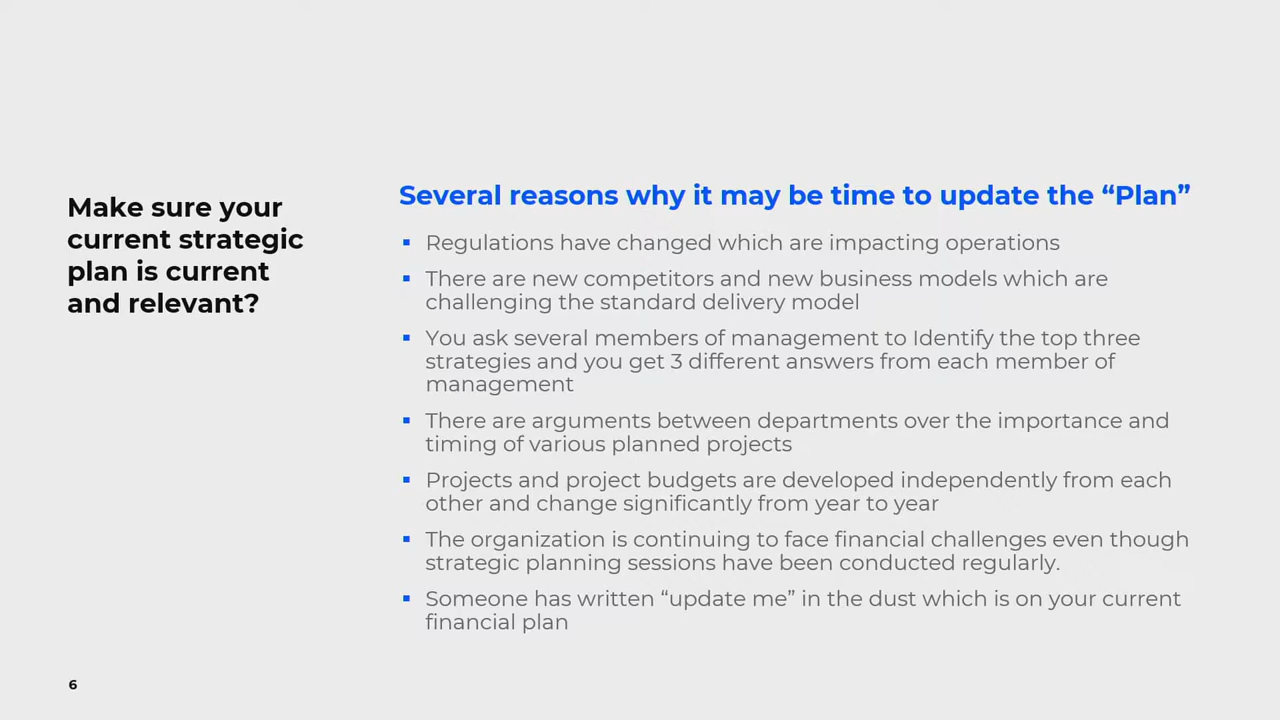 Make sure your
current strategic
plan is current
and relevant?
Several reasons why it may be time to update the “Plan”
▪ Regulations have changed which are impacting operations
▪ There are new competitors and new business models which are
challenging the standard delivery model
▪ You ask several members of management to Identify the top three
strategies and you get 3 different answers from each member of
management
▪ There are arguments between departments over the importance and
timing of various planned projects
▪ Projects and project budgets are developed independently from each
other and change significantly from year to year
▪ The organization is continuing to face financial challenges even though
strategic planning sessions have been conducted regularly.
▪ Someone has written “update me” in the dust which is on your current
financial plan
6